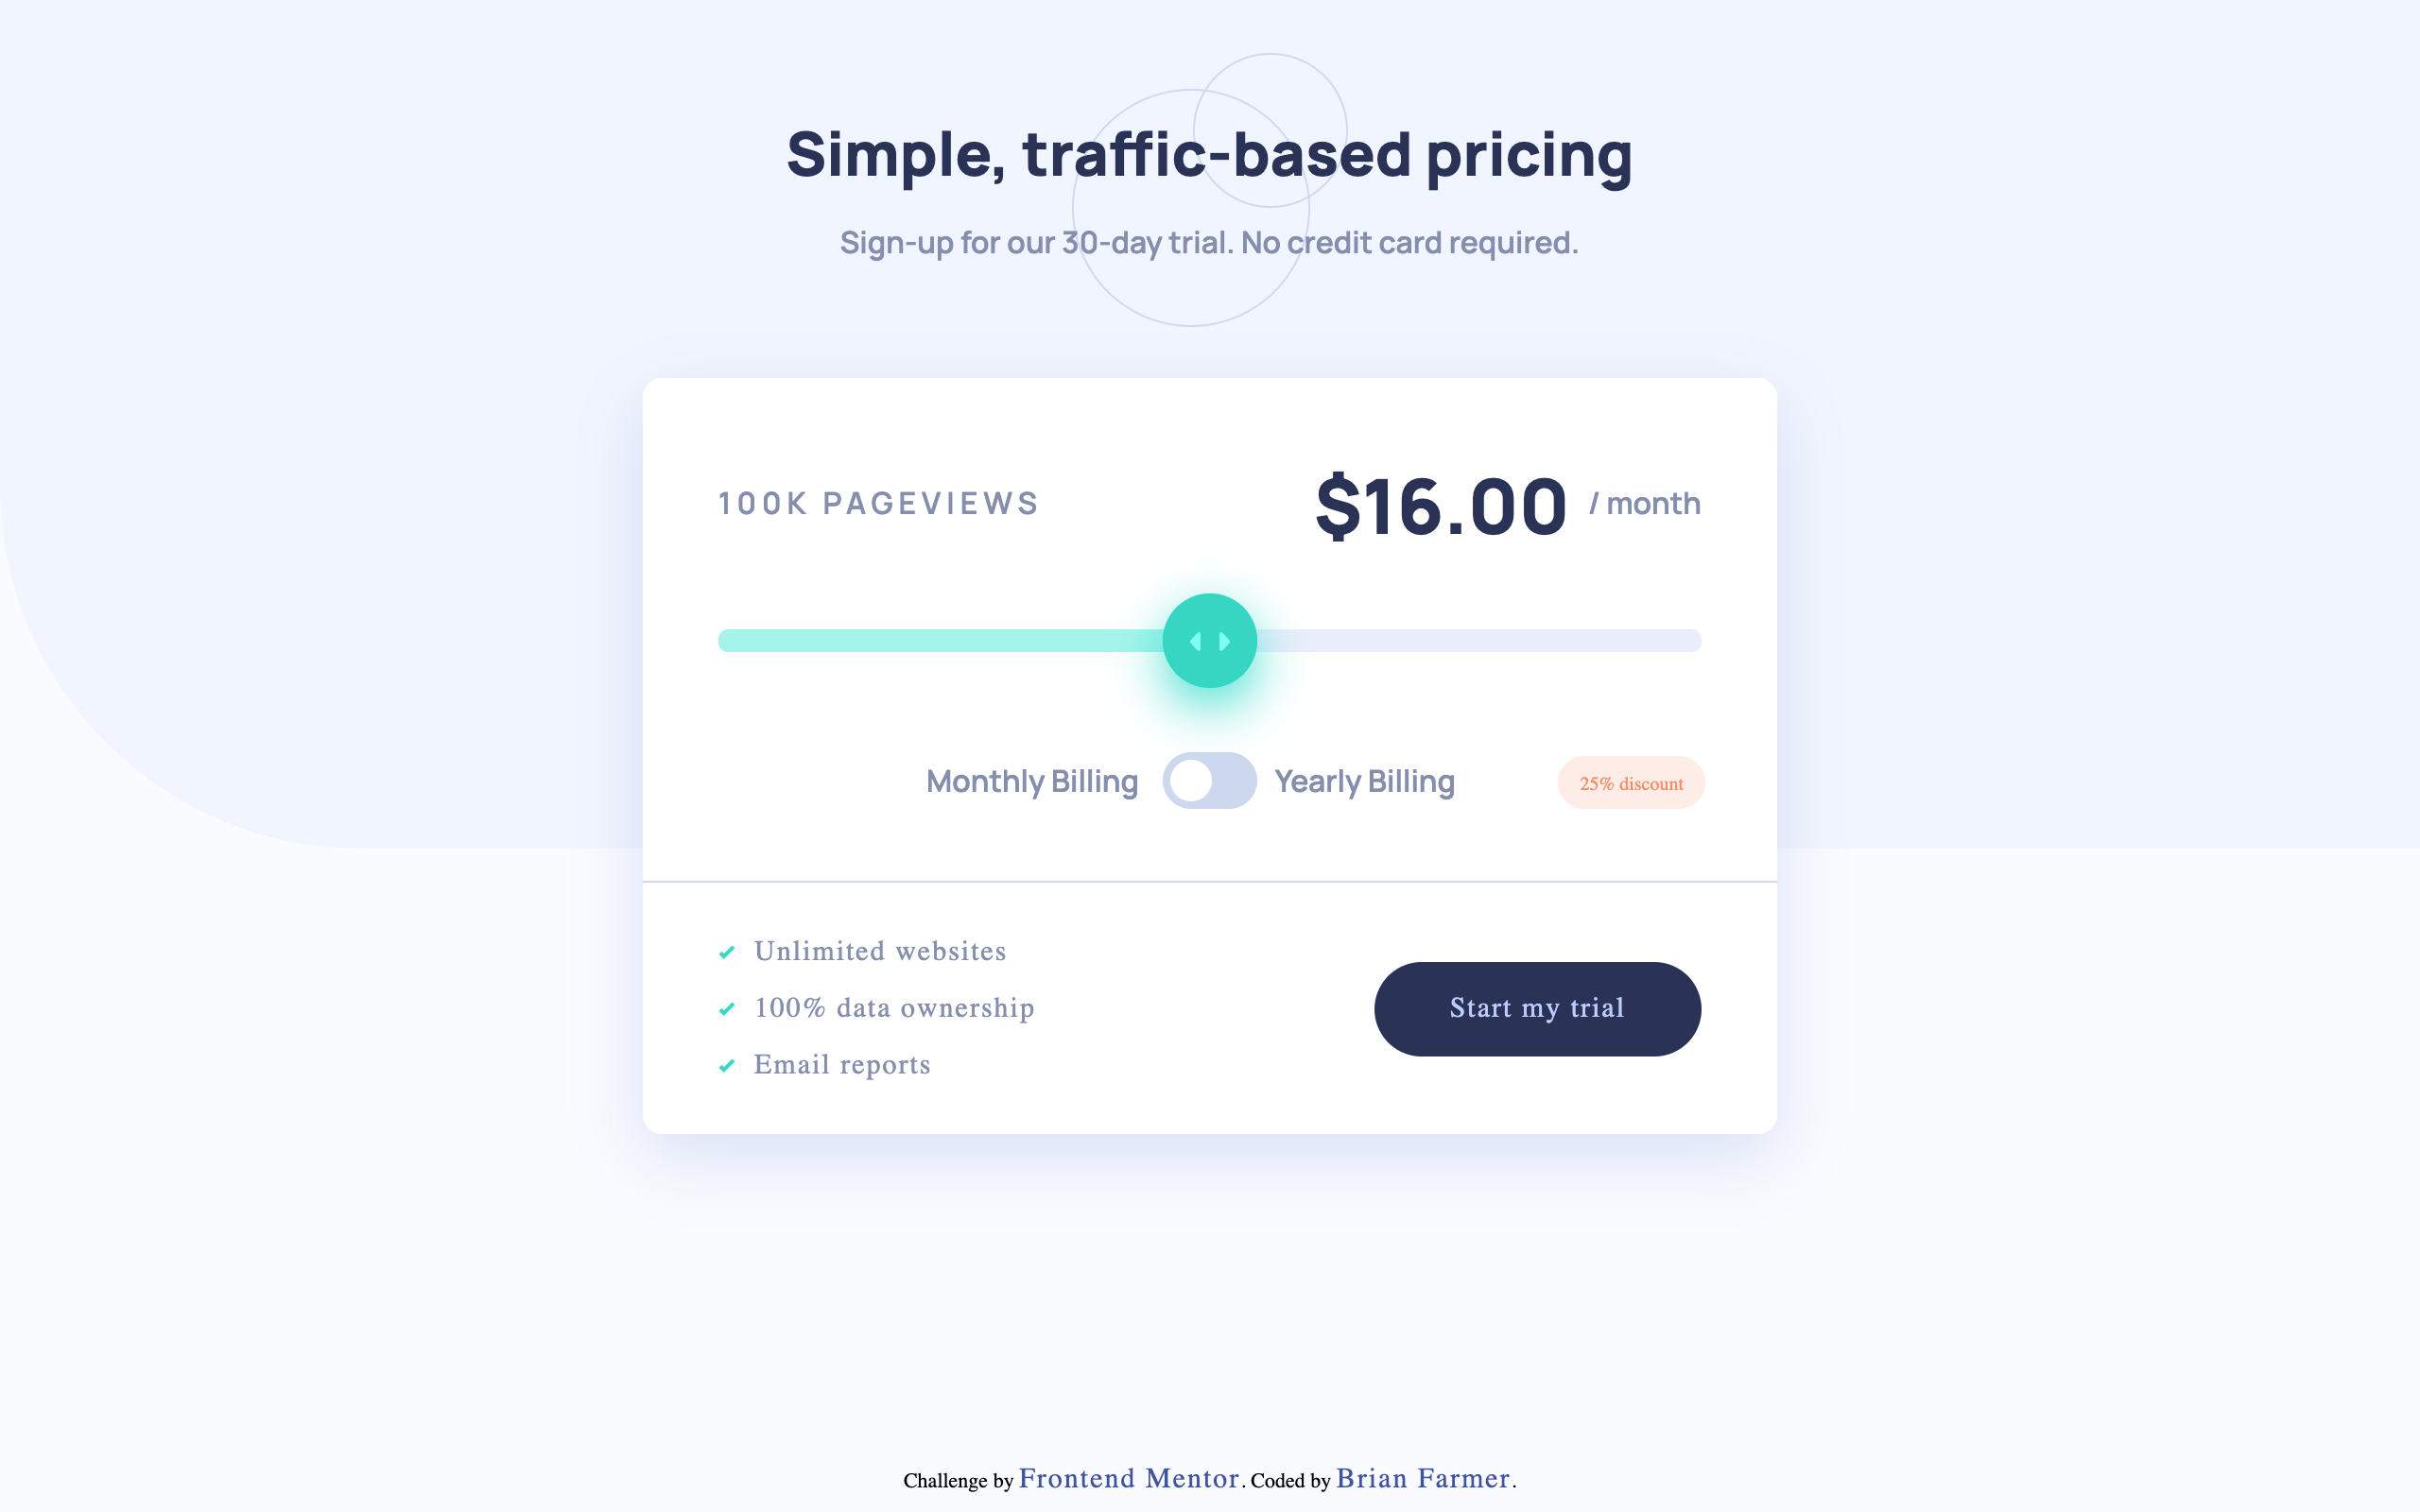 Simple, traffic-based pricing
Sign-up for our 30-day trial. No credit card required.
100K PAGEVIEWS
$16.00 / month
Monthly Billing
Yearly Billing
25% discount
Unlimited websites
100% data ownership
Email reports
Start my trial
Challenge by Frontend Mentor. Coded by Brian Farmer.